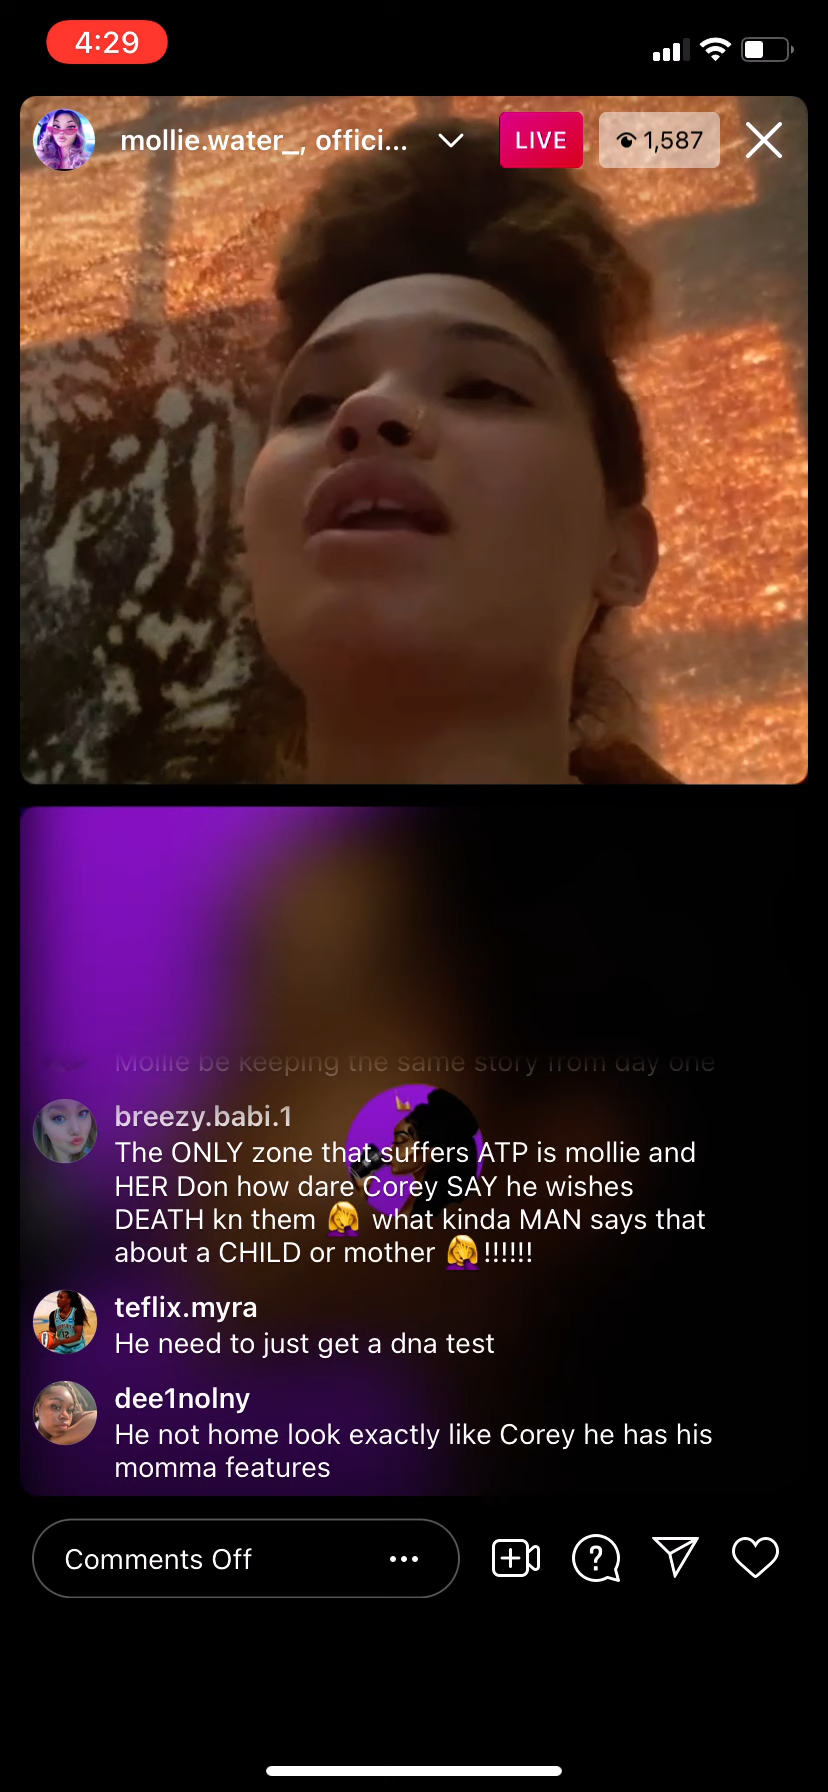 4:29
mollie.water_, offici...
LIVE
1,587
Mollie be keeping the same story from day one
breezy.babi.1
The ONLY zone that suffers ATP is mollie and
HER Don how dare Corey SAY he wishes
DEATH kn them 🤦‍♀️ what kinda MAN says that
about a CHILD or mother 🤦‍♀️!!!!!!
teflix.myra
He need to just get a dna test
dee1nolny
He not home look exactly like Corey he has his
momma features
Comments Off